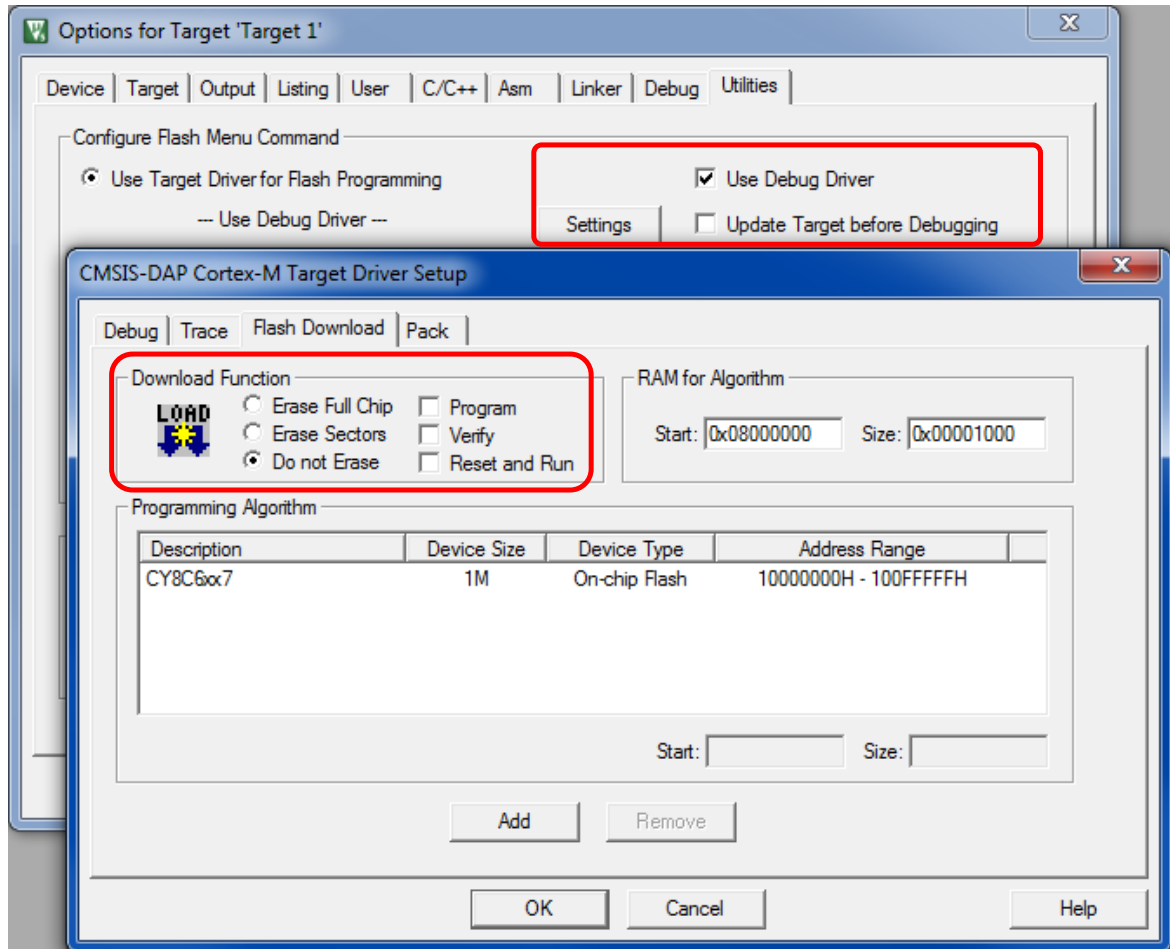 Options for Target 'Target 1'
Device Target Output Listing User C/C++ Asm Linker Debug Utilities
Configure Flash Menu Command
Use Target Driver for Flash Programming Use Debug Driver
--- Use Debug Driver --- Settings Update Target before Debugging
CMSIS-DAP Cortex-M Target Driver Setup
Debug Trace Flash Download Pack
Download Function
LOAD
Erase Full Chip Program
Erase Sectors Verify
Do not Erase Reset and Run
RAM for Algorithm
Start: 0x08000000 Size: 0x00001000
Programming Algorithm
Description Device Size Device Type Address Range
CY8C6xx7 1M On-chip Flash 10000000H - 100FFFFFH
Start: Size:
Add Remove
OK Cancel Help